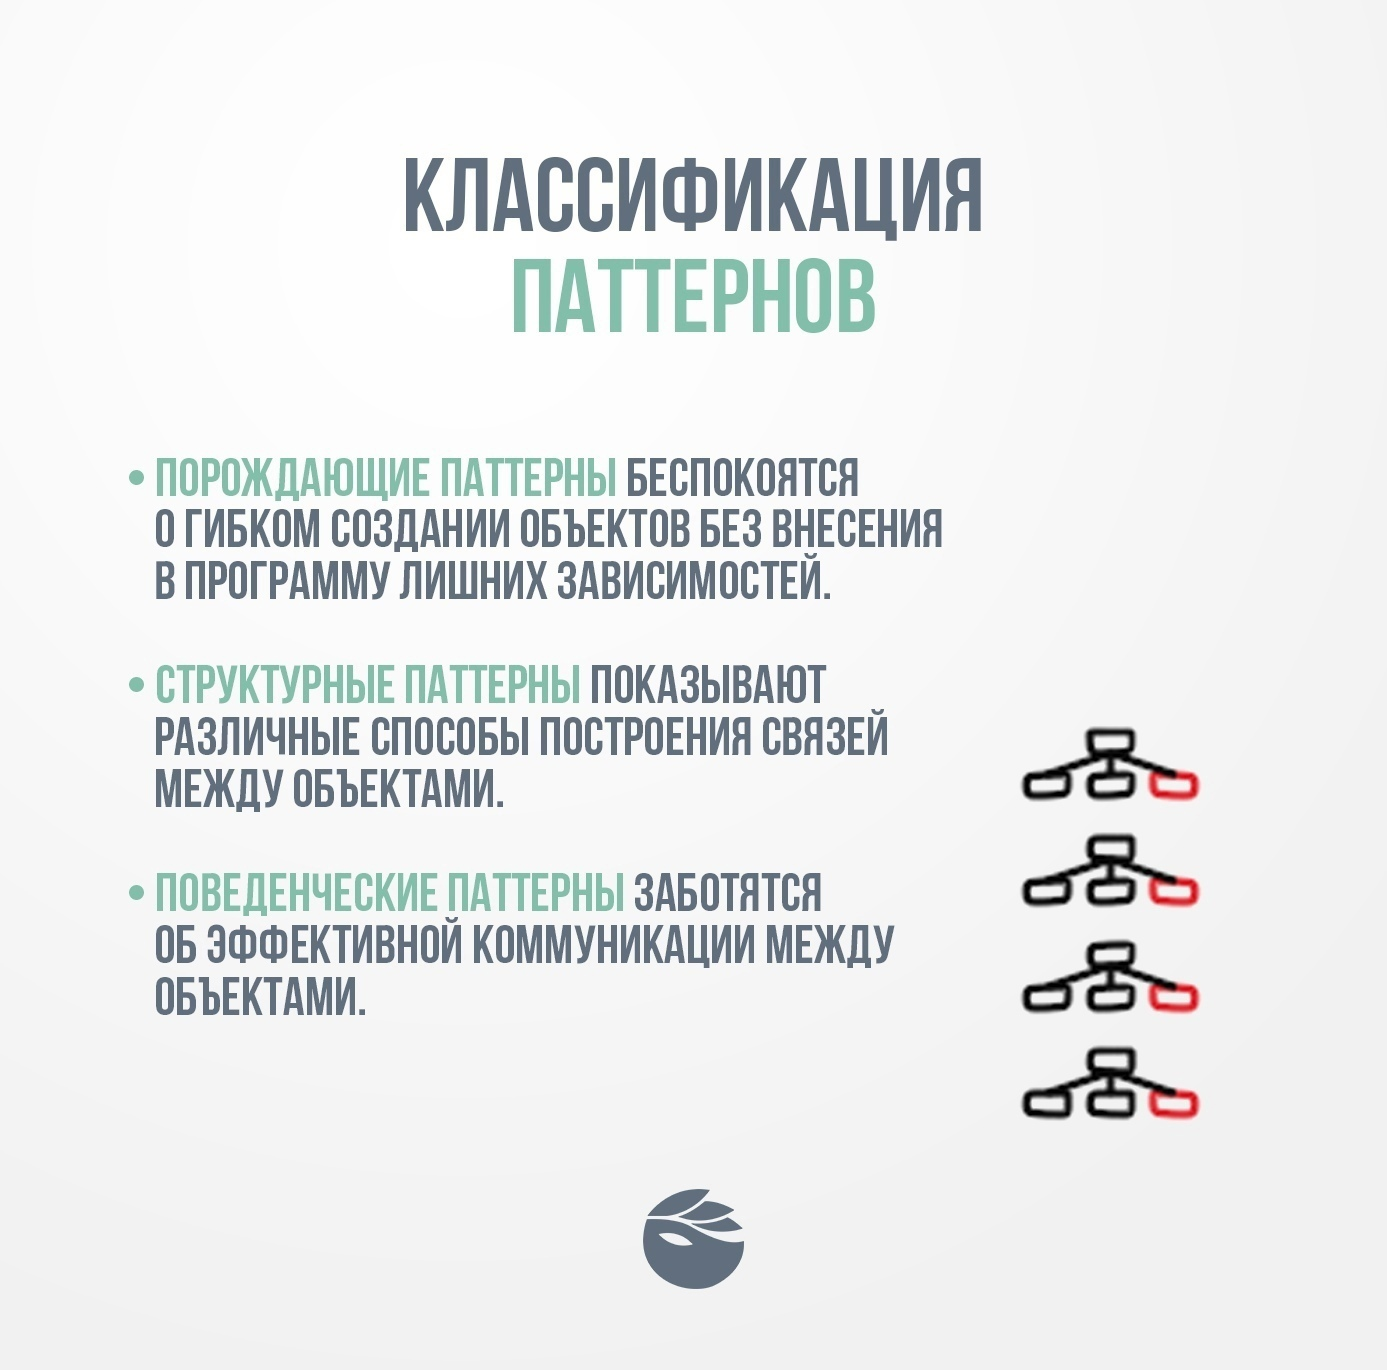 КЛАССИФИКАЦИЯ
ПАТТЕРНОВ
• ПОРОЖДАЮЩИЕ ПАТТЕРНЫ БЕСПОКОЯТСЯ
О ГИБКОМ СОЗДАНИИ ОБЪЕКТОВ БЕЗ ВНЕСЕНИЯ
В ПРОГРАММУ ЛИШНИХ ЗАВИСИМОСТЕЙ.
• СТРУКТУРНЫЕ ПАТТЕРНЫ ПОКАЗЫВАЮТ
РАЗЛИЧНЫЕ СПОСОБЫ ПОСТРОЕНИЯ СВЯЗЕЙ
МЕЖДУ ОБЪЕКТАМИ.
• ПОВЕДЕНЧЕСКИЕ ПАТТЕРНЫ ЗАБОТЯТСЯ
ОБ ЭФФЕКТИВНОЙ КОММУНИКАЦИИ МЕЖДУ
ОБЪЕКТАМИ.